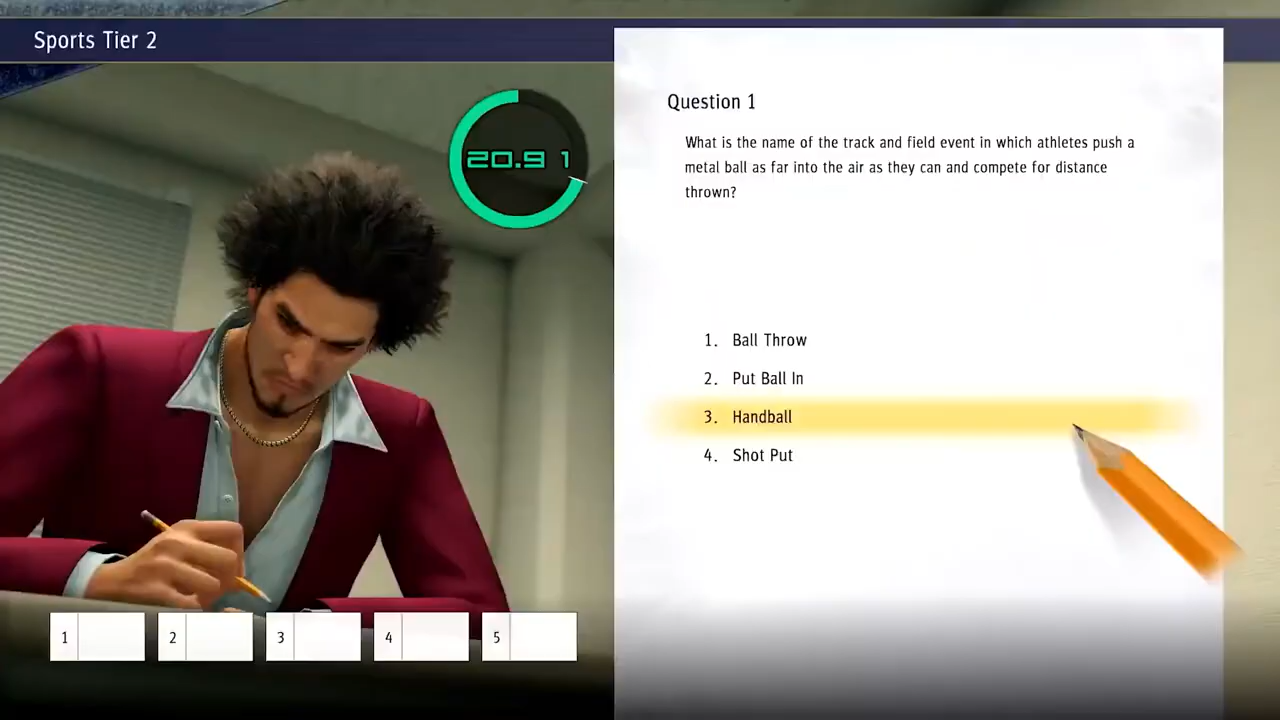 Sports Tier 2
20.91
Question 1
What is the name of the track and field event in which athletes push a
metal ball as far into the air as they can and compete for distance
thrown?
1. Ball Throw
2. Put Ball In
3. Handball
4. Shot Put
1 2 3 4 5